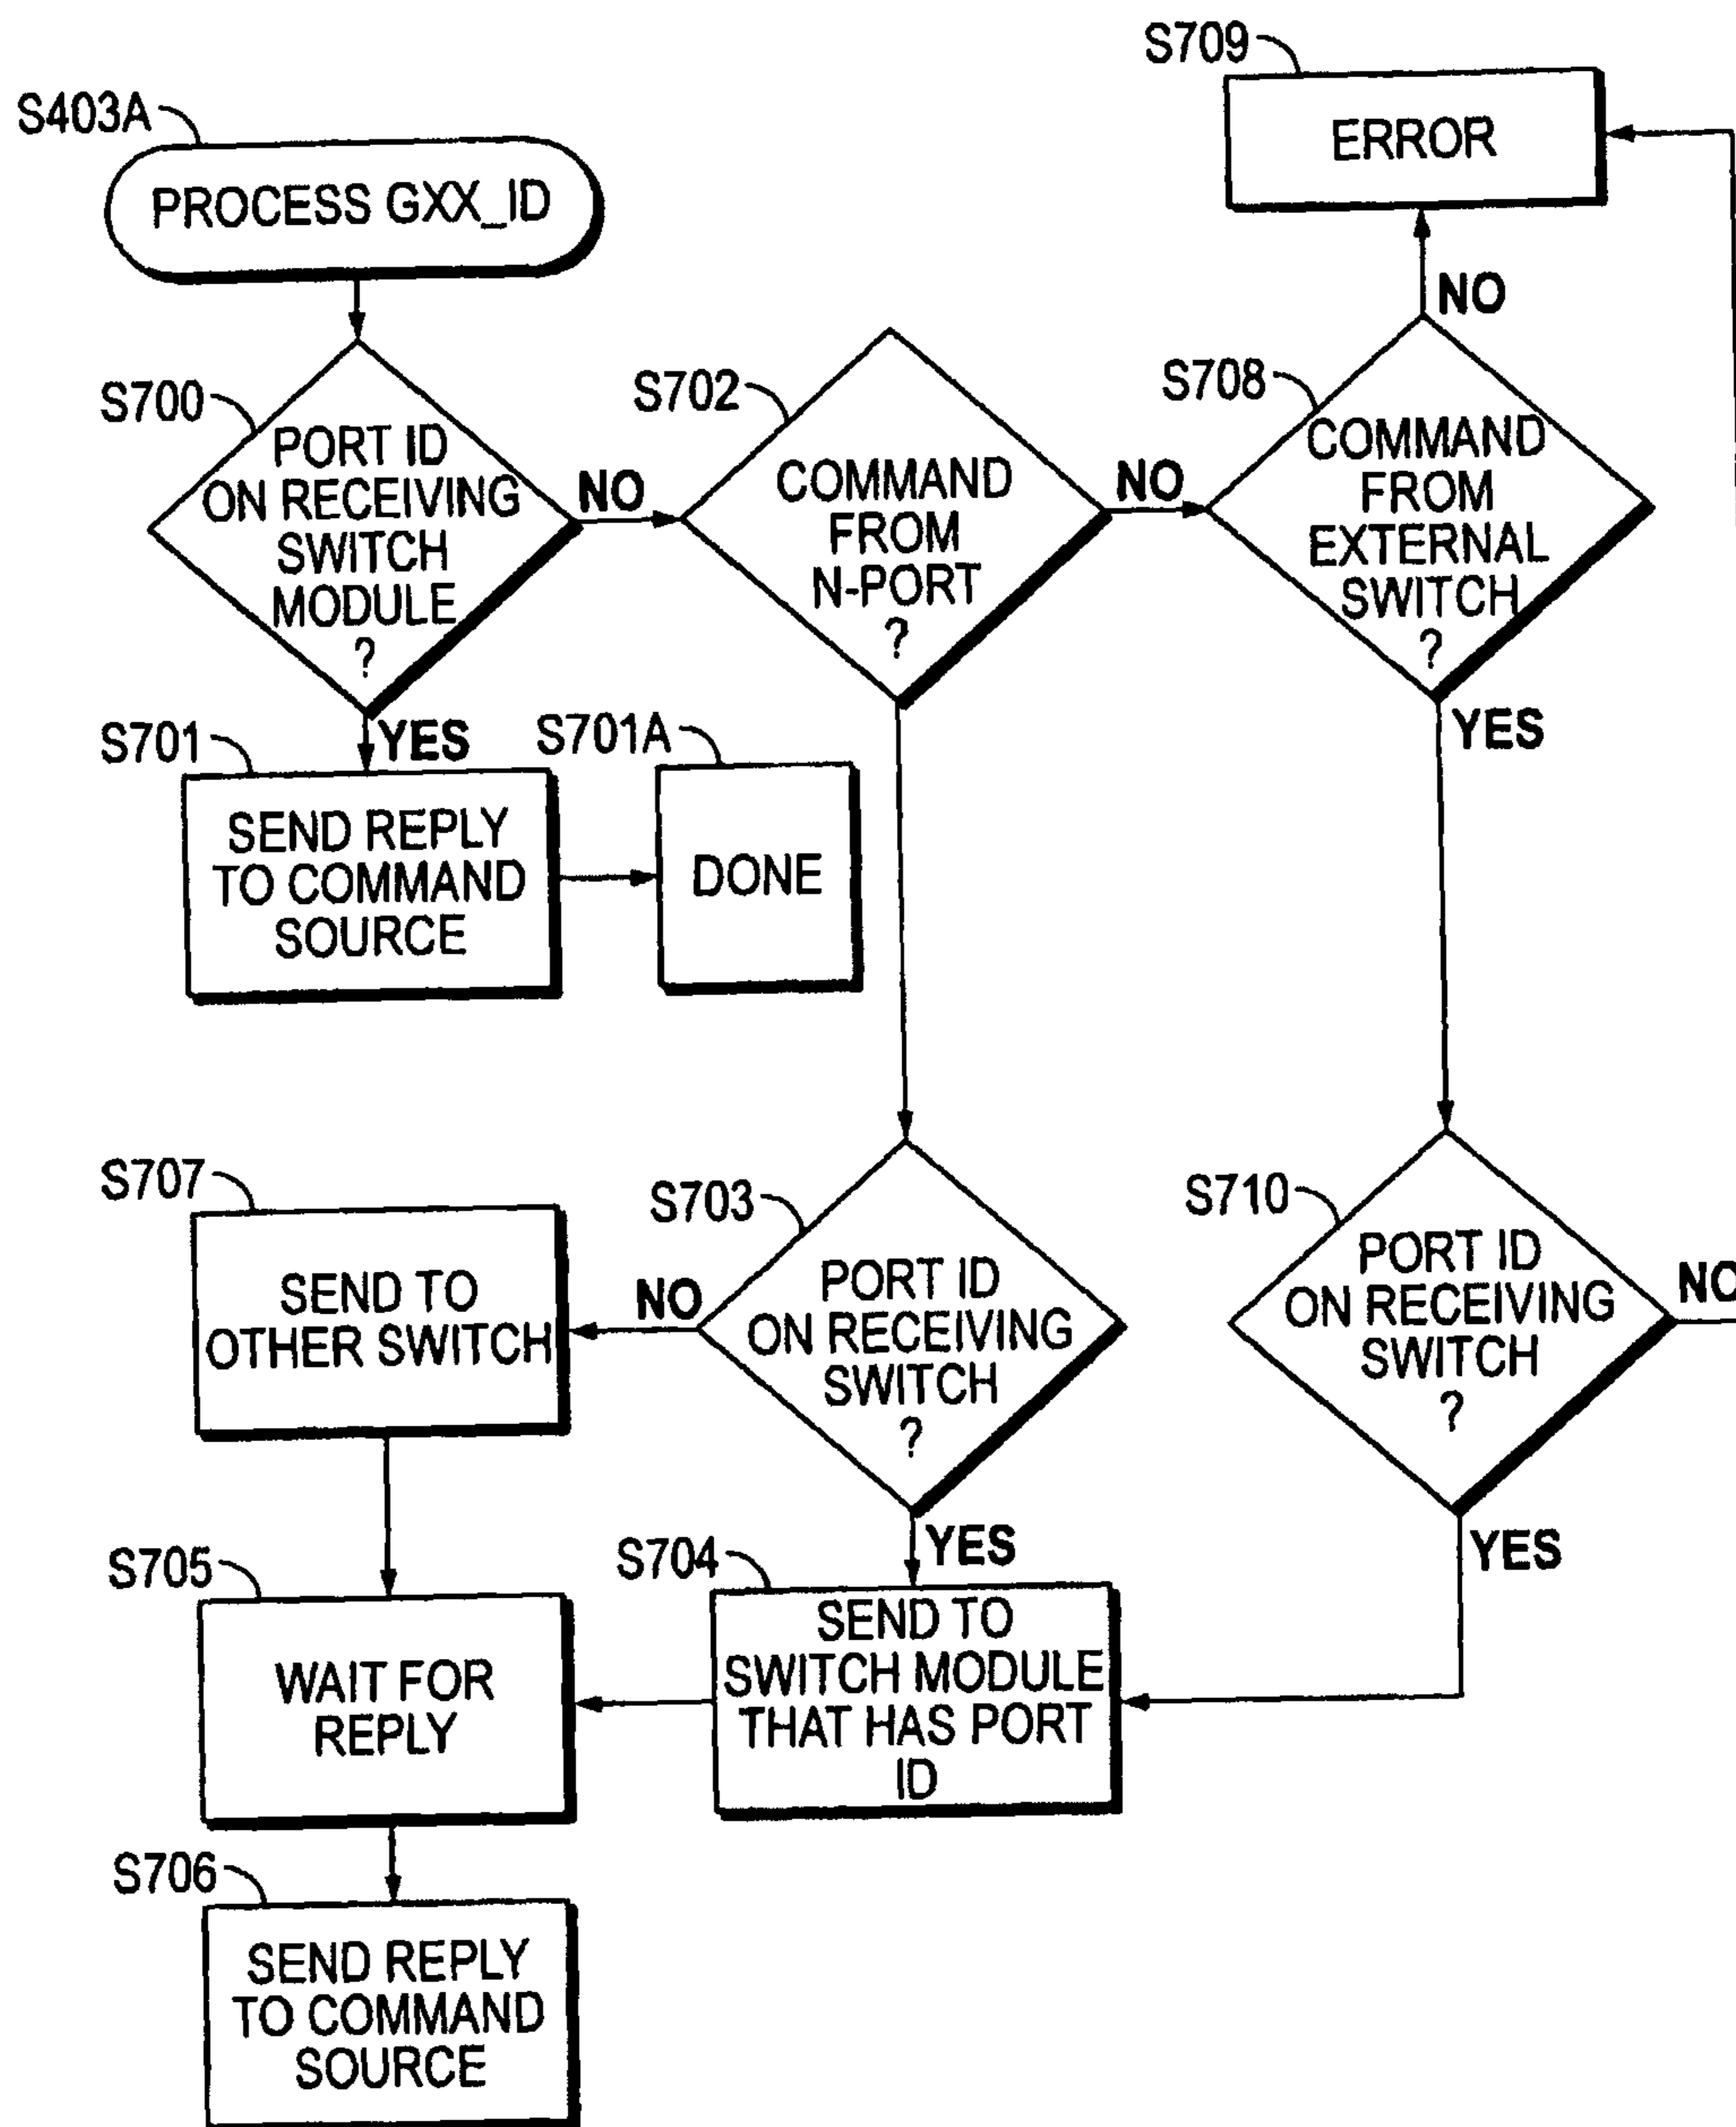 S709
ERROR
S403A
PROCESS GXX_ID
NO
S700
PORT ID
ON RECEIVING
SWITCH
MODULE
?
NO
S702
COMMAND
FROM
N-PORT
?
NO
S708
COMMAND
FROM
EXTERNAL
SWITCH
?
YES
YES
S701
SEND REPLY
TO COMMAND
SOURCE
S701A
DONE
S707
SEND TO
OTHER SWITCH
NO
S703
PORT ID
ON RECEIVING
SWITCH
?
S710
PORT ID
ON RECEIVING
SWITCH
?
NO
YES
YES
S705
WAIT FOR
REPLY
S704
SEND TO
SWITCH MODULE
THAT HAS PORT
ID
S706
SEND REPLY
TO COMMAND
SOURCE